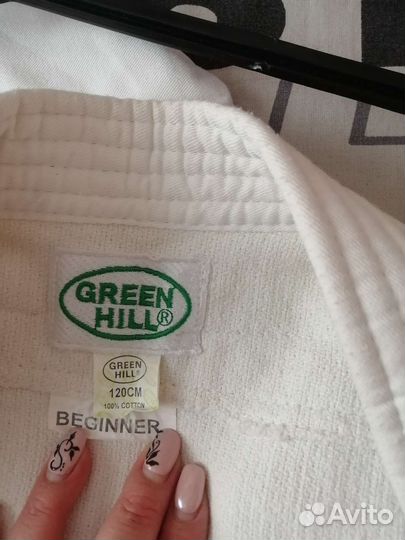 GREEN
HILL®
GREEN
HILL
120CM
100% COTTON
BEGINNER
Avito